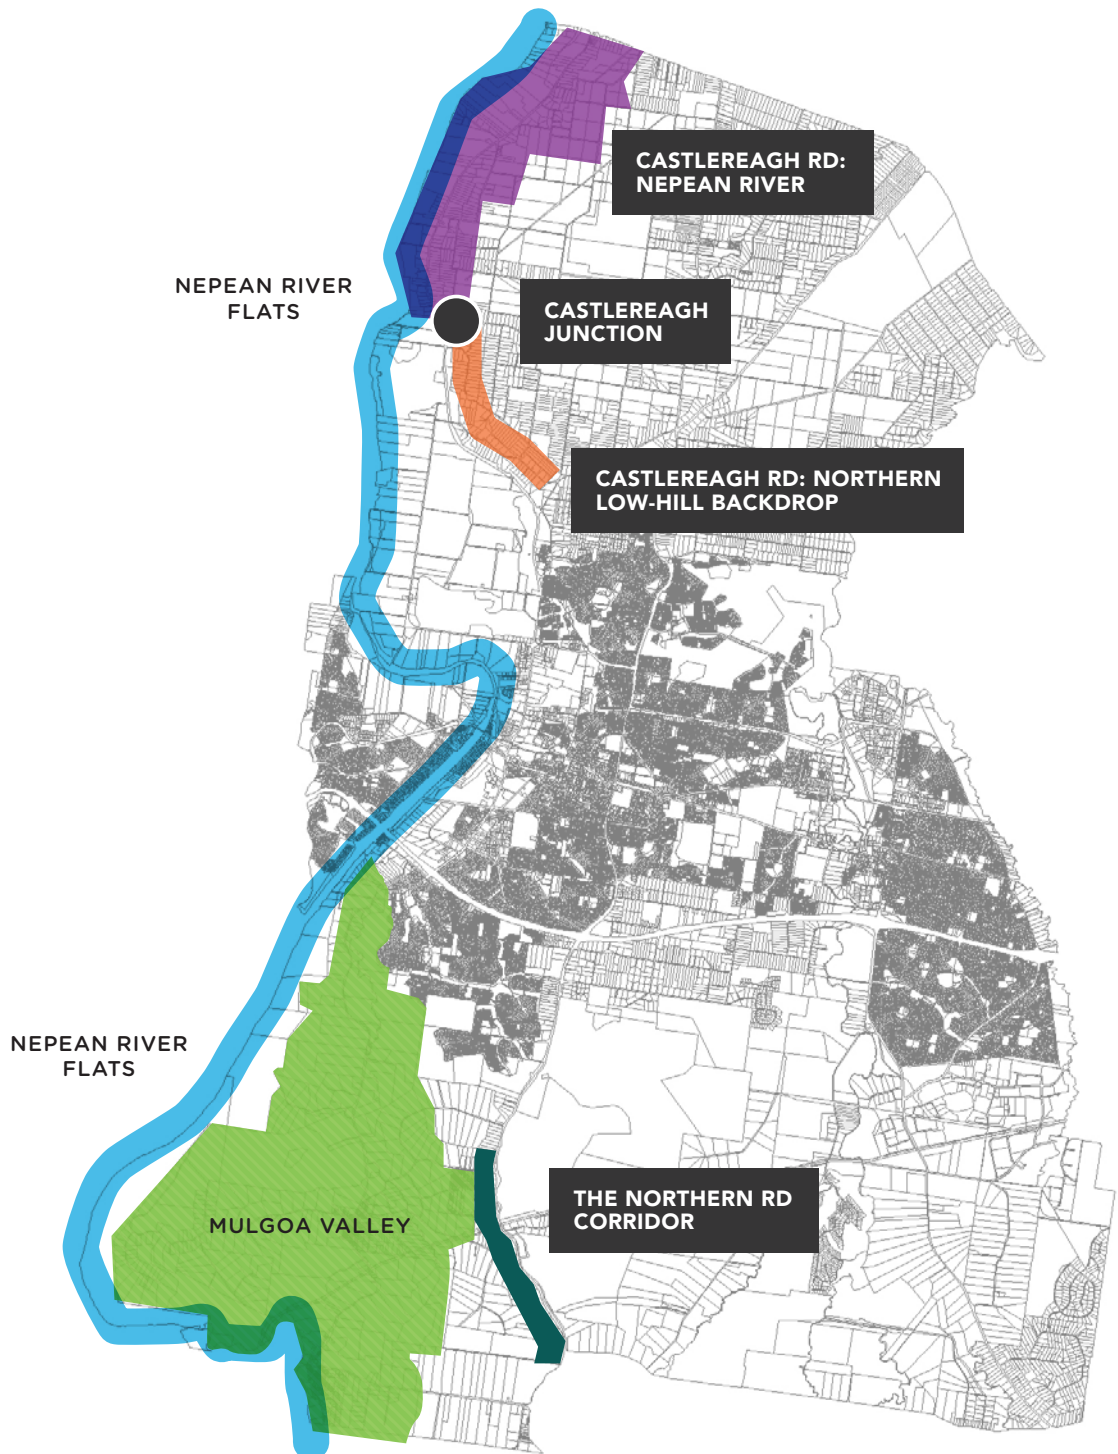 CASTLEREAGH RD:
NEPEAN RIVER
NEPEAN RIVER
FLATS
CASTLEREAGH
JUNCTION
CASTLEREAGH RD: NORTHERN
LOW-HILL BACKDROP
NEPEAN RIVER
FLATS
THE NORTHERN RD
CORRIDOR
MULGOA VALLEY